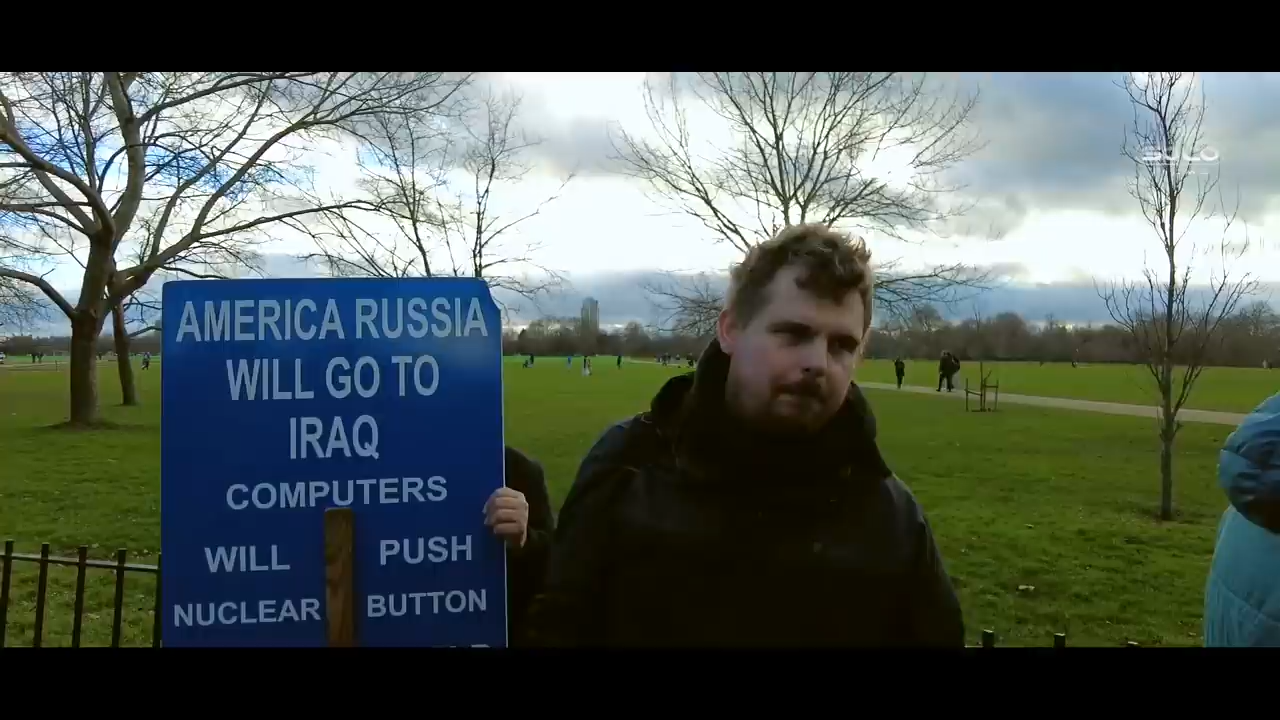 AMERICA RUSSIA
WILL GO TO
IRAQ
COMPUTERS
WILL PUSH
NUCLEAR BUTTON